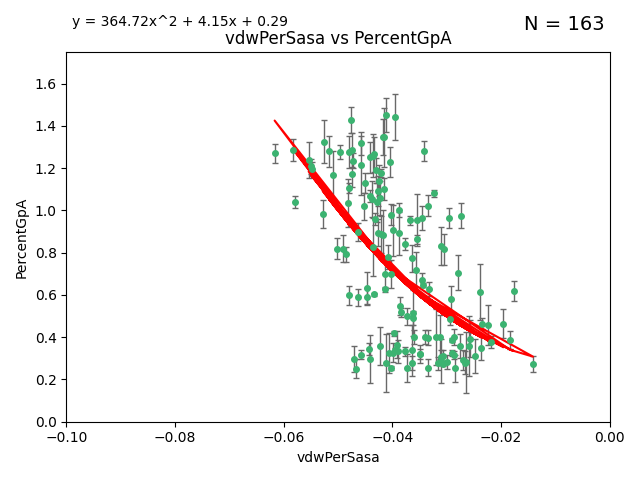 y = 364.72x^2 + 4.15x + 0.29
N = 163
vdwPerSasa vs PercentGpA
PercentGpA
1.6
1.4
1.2
1.0
0.8
0.6
0.4
0.2
0.0
−0.10 −0.08 −0.06 −0.04 −0.02 0.00
vdwPerSasa